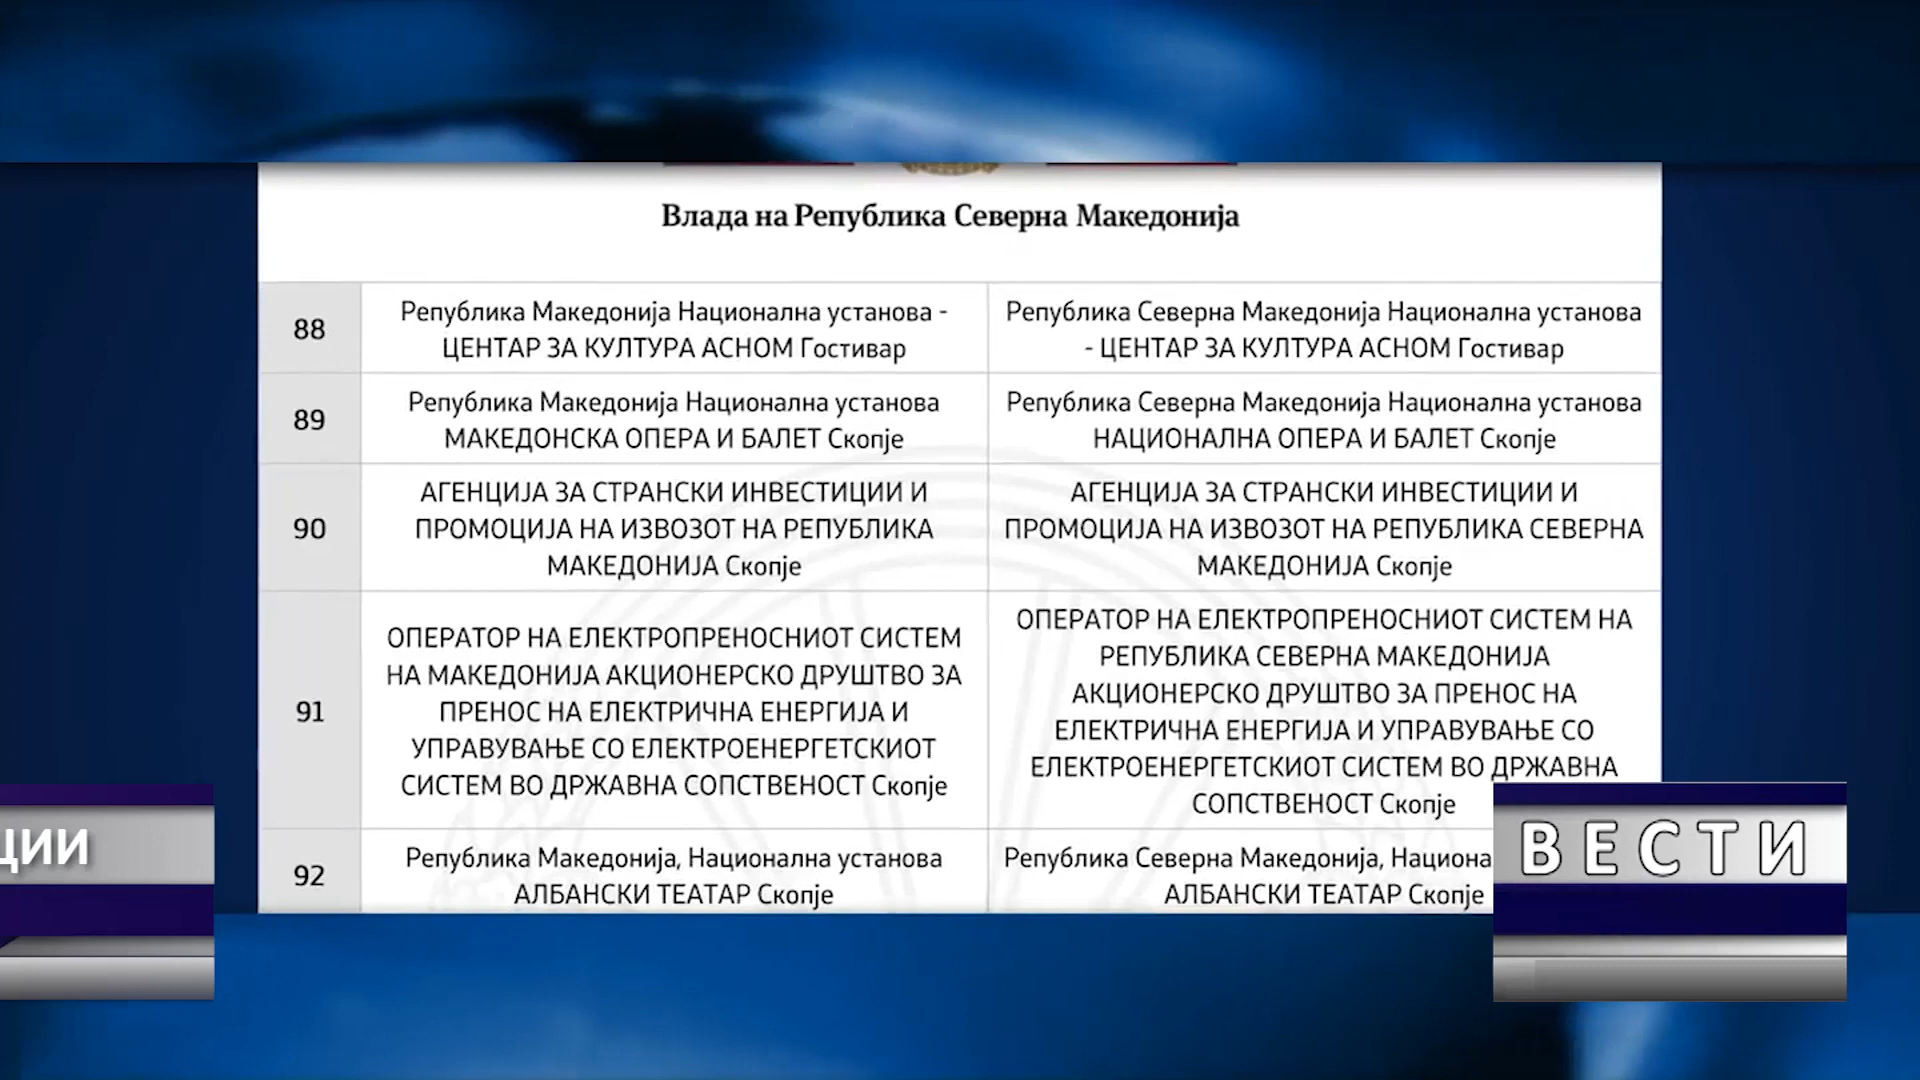 Влада на Република Северна Македонија
88
Република Македонија Национална установа -
ЦЕНТАР ЗА КУЛТУРА АСНОМ Гостивар
Република Северна Македонија Национална установа
- ЦЕНТАР ЗА КУЛТУРА АСНОМ Гостивар
89
Република Македонија Национална установа
МАКЕДОНСКА ОПЕРА И БАЛЕТ Скопје
Република Северна Македонија Национална установа
НАЦИОНАЛНА ОПЕРА И БАЛЕТ Скопје
90
АГЕНЦИЈА ЗА СТРАНСКИ ИНВЕСТИЦИИ И
ПРОМОЦИЈА НА ИЗВОЗОТ НА РЕПУБЛИКА
МАКЕДОНИЈА Скопје
АГЕНЦИЈА ЗА СТРАНСКИ ИНВЕСТИЦИИ И
ПРОМОЦИЈА НА ИЗВОЗОТ НА РЕПУБЛИКА СЕВЕРНА
МАКЕДОНИЈА Скопје
91
ОПЕРАТОР НА ЕЛЕКТРОПРЕНОСНИОТ СИСТЕМ
НА МАКЕДОНИЈА АКЦИОНЕРСКО ДРУШТВО ЗА
ПРЕНОС НА ЕЛЕКТРИЧНА ЕНЕРГИЈА И
УПРАВУВАЊЕ СО ЕЛЕКТРОЕНЕРГЕТСКИОТ
СИСТЕМ ВО ДРЖАВНА СОПСТВЕНОСТ Скопје
ОПЕРАТОР НА ЕЛЕКТРОПРЕНОСНИОТ СИСТЕМ НА
РЕПУБЛИКА СЕВЕРНА МАКЕДОНИЈА
АКЦИОНЕРСКО ДРУШТВО ЗА ПРЕНОС НА
ЕЛЕКТРИЧНА ЕНЕРГИЈА И УПРАВУВАЊЕ СО
ЕЛЕКТРОЕНЕРГЕТСКИОТ СИСТЕМ ВО ДРЖАВНА
СОПСТВЕНОСТ Скопје
92
Република Македонија, Национална установа
АЛБАНСКИ ТЕАТАР Скопје
Република Северна Македонија, Национа
АЛБАНСКИ ТЕАТАР Скопје
ЦИИ
ВЕСТИ